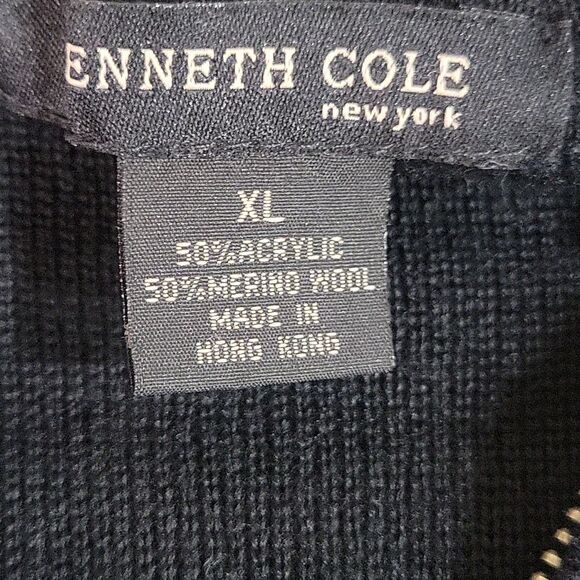 ENNETH COLE
new york
XL
50% ACRYLIC
50% MERINO WOOL
MADE IN
HONG KONG